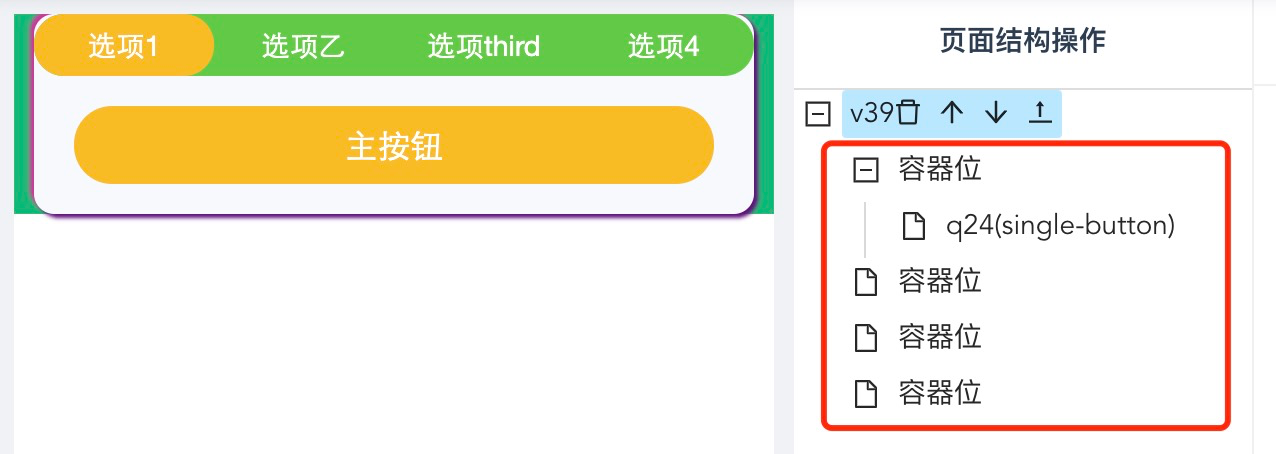 选项1 选项乙 选项third 选项4
主按钮
页面结构操作
v39
容器位
q24(single-button)
容器位
容器位
容器位